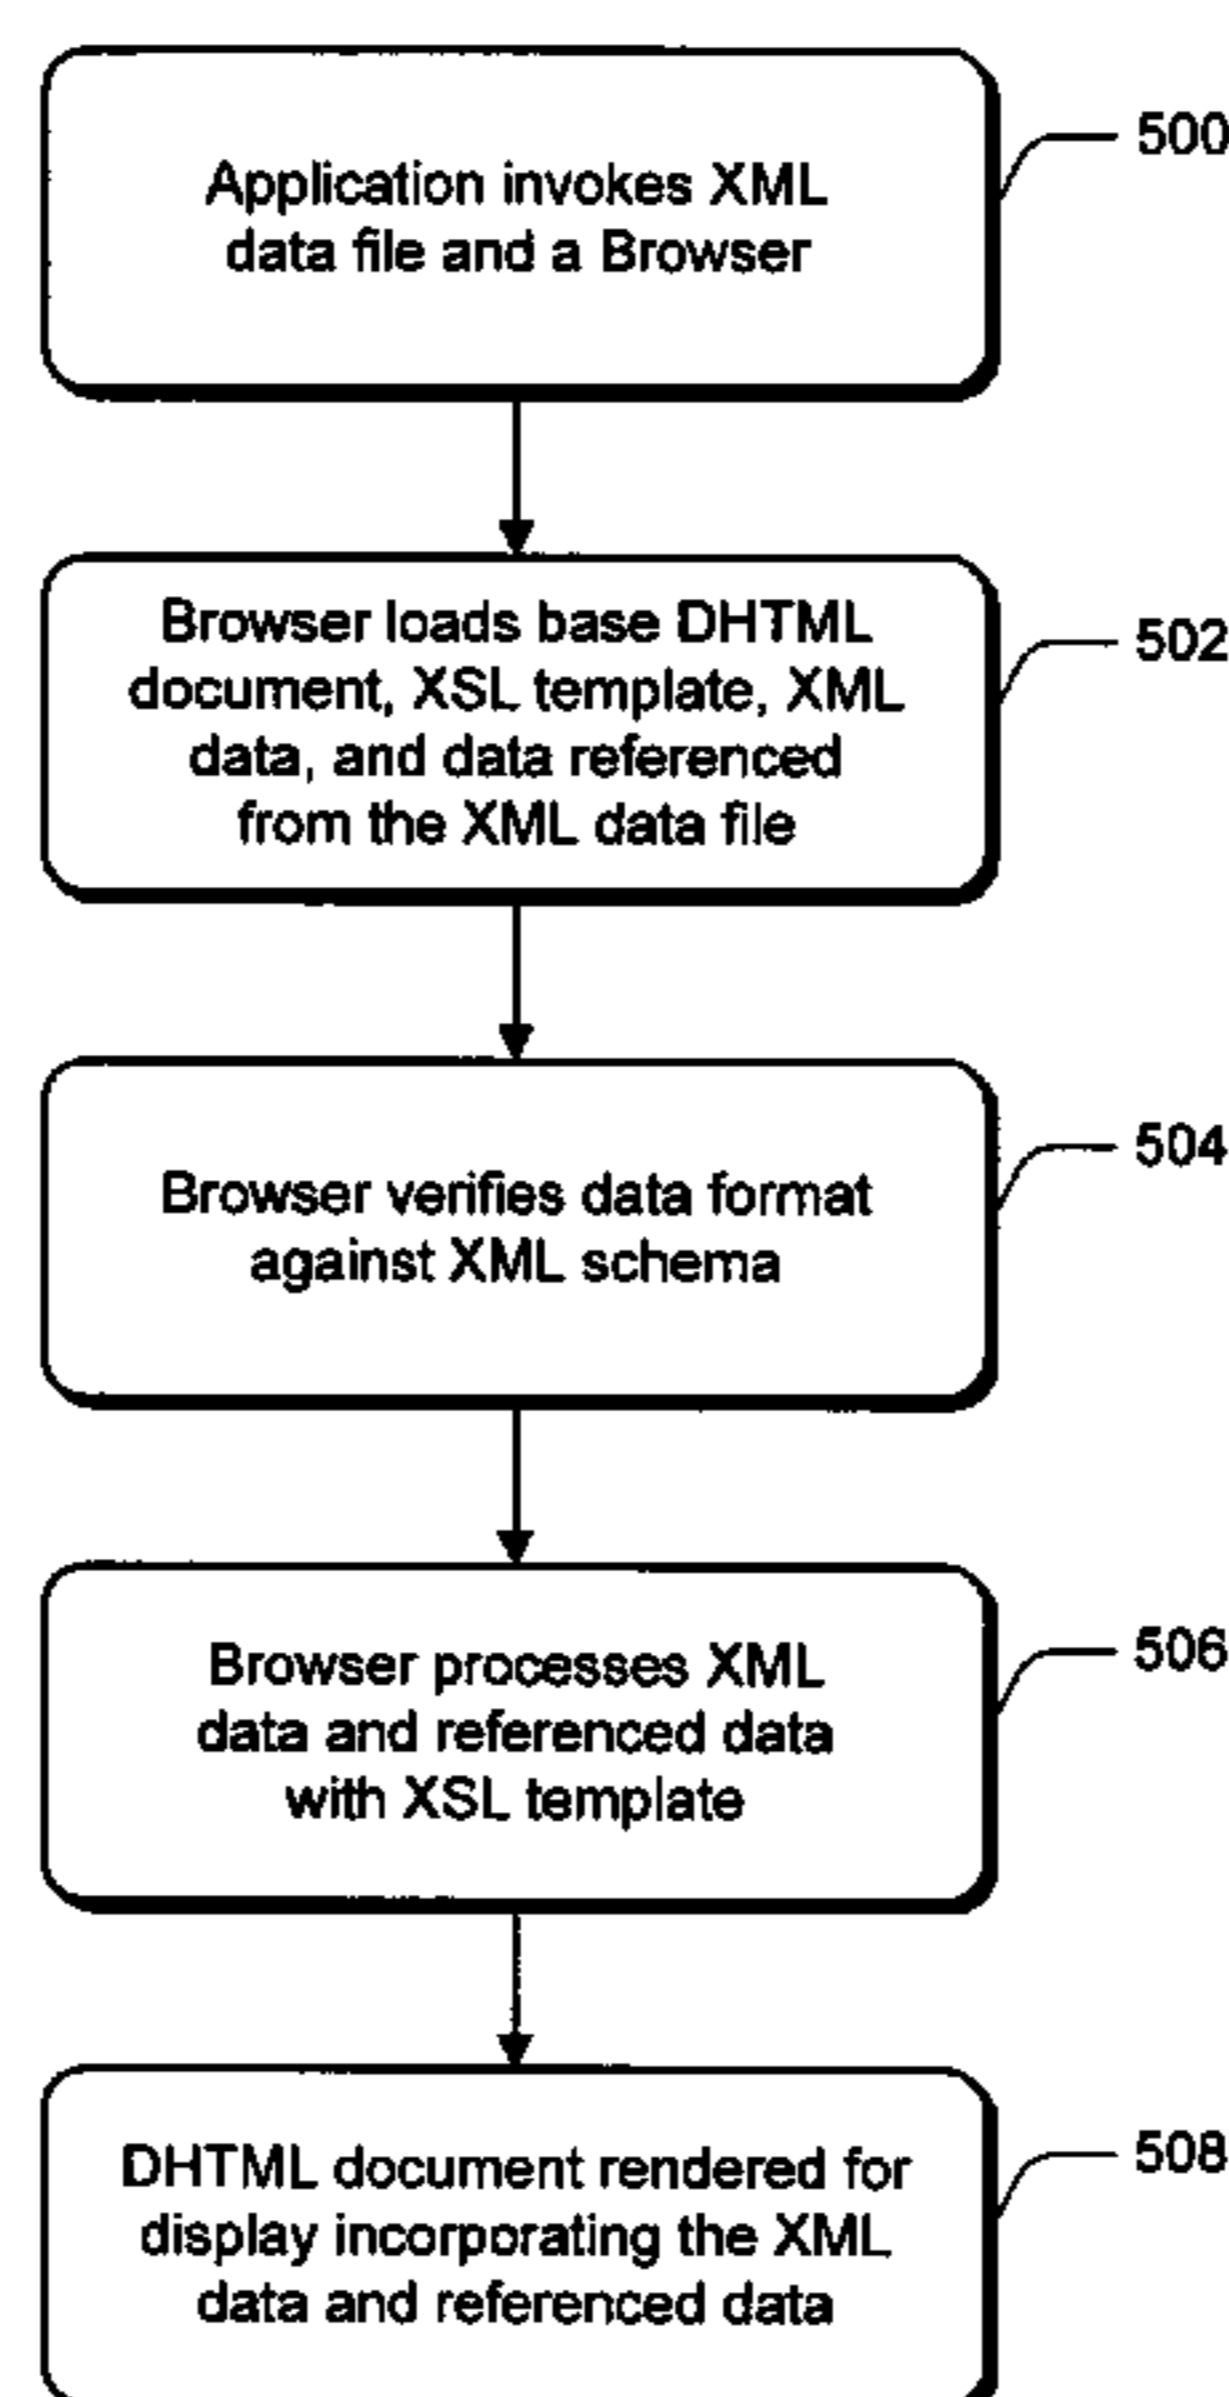 Application invokes XML
data file and a Browser
500
Browser loads base DHTML
document, XSL template, XML
data, and data referenced
from the XML data file
502
Browser verifies data format
against XML schema
504
Browser processes XML
data and referenced data
with XSL template
506
DHTML document rendered for
display incorporating the XML
data and referenced data
508